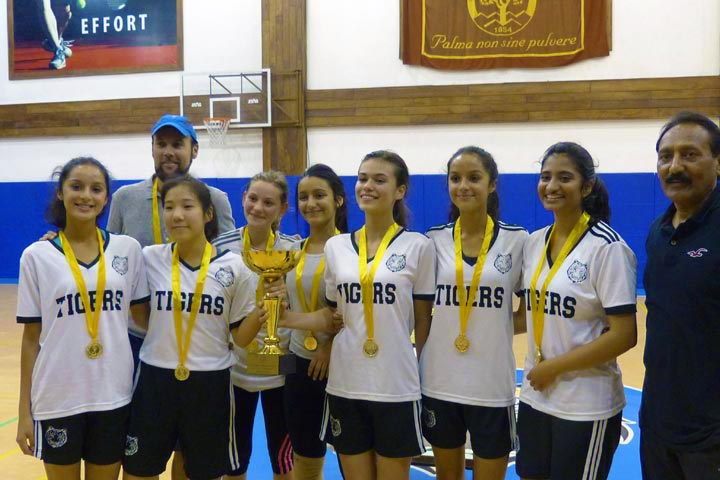 EFFORT
1954
Palma non sine pulvere
TIGERS
TIGERS
TIGERS
TIGERS
TIGERS